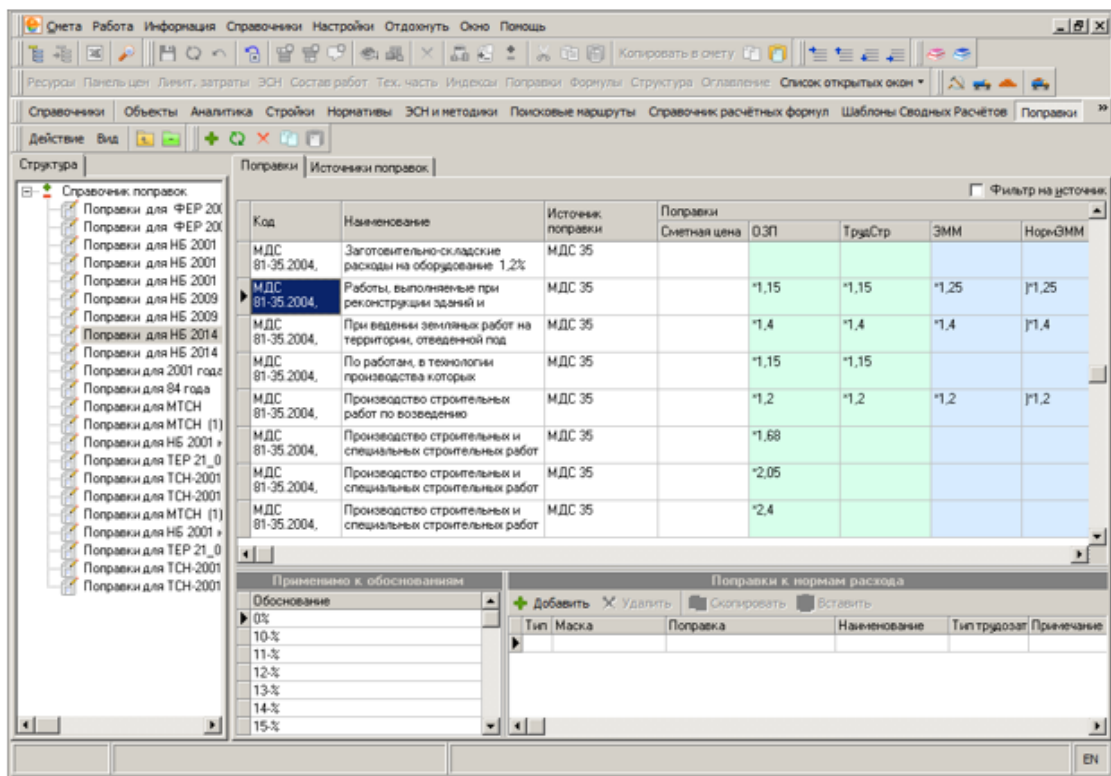 Смета Работа Информация Справочники Настройки Отдохнуть Окно Помощь
Копировать в смету
Ресурсы Панель цен Лимит. затраты ЭСН Состав работ Тех. часть Индексы Поправки Формулы Структура Оглавление Список открытых окон
Справочники Объекты Аналитика Стройки Нормативы ЭСН и методики Поисковые маршруты Справочник расчётных формул Шаблоны Сводных Расчётов Поправки »
Действие Вид
Структура
Справочник поправок
Поправки для ФЕР 200
Поправки для ФЕР 200
Поправки для НБ 2001
Поправки для НБ 2001
Поправки для НБ 2001
Поправки для НБ 2009
Поправки для НБ 2009
Поправки для НБ 2014
Поправки для НБ 2014
Поправки для 2001 года
Поправки для 84 года
Поправки для МТСН
Поправки для МТСН (1)
Поправки для НБ 2001
Поправки для ТЕР 21_0
Поправки для ТСН-2001
Поправки для ТСН-2001
Поправки для МТСН (1)
Поправки для НБ 2001
Поправки для ТЕР 21_0
Поправки для ТСН-2001
Поправки для ТСН-2001
Поправки Источники поправок
Фильтр на источник
Код Наименование Источник поправки Поправки
Сметная цена ОЗП ТрудСтр ЭММ НормЭММ
МДС Заготовительно-складские МДС 35
81-35.2004, расходы на оборудование 1,2%
МДС Работы, выполняемые при МДС 35 *1,15 *1,15 *1,25 )*1,25
81-35.2004, реконструкции зданий и
МДС При ведении земляных работ на МДС 35 *1,4 *1,4 *1,4 )*1,4
81-35.2004, территории, отведенной под
МДС По работам, в технологии МДС 35 *1,15 *1,15
81-35.2004, производства которых
МДС Производство строительных МДС 35 *1,2 *1,2 *1,2 )*1,2
81-35.2004, работ по возведению
МДС Производство строительных и МДС 35 *1,68
81-35.2004, специальных строительных работ
МДС Производство строительных и МДС 35 *2,05
81-35.2004, специальных строительных работ
МДС Производство строительных и МДС 35 *2,4
81-35.2004, специальных строительных работ
Применимо к обоснованиям
Обоснование
0%
10-%
11-%
12-%
13-%
14-%
15-%
Поправки к нормам расхода
Добавить Удалить Скопировать Вставить
Тип Маска Поправка Наименование Тип трудозат Примечание
EN